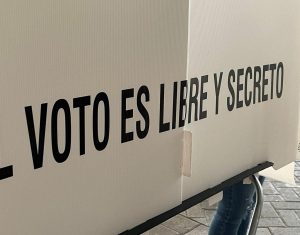 L VOTO ES LIBRE Y SECRETO